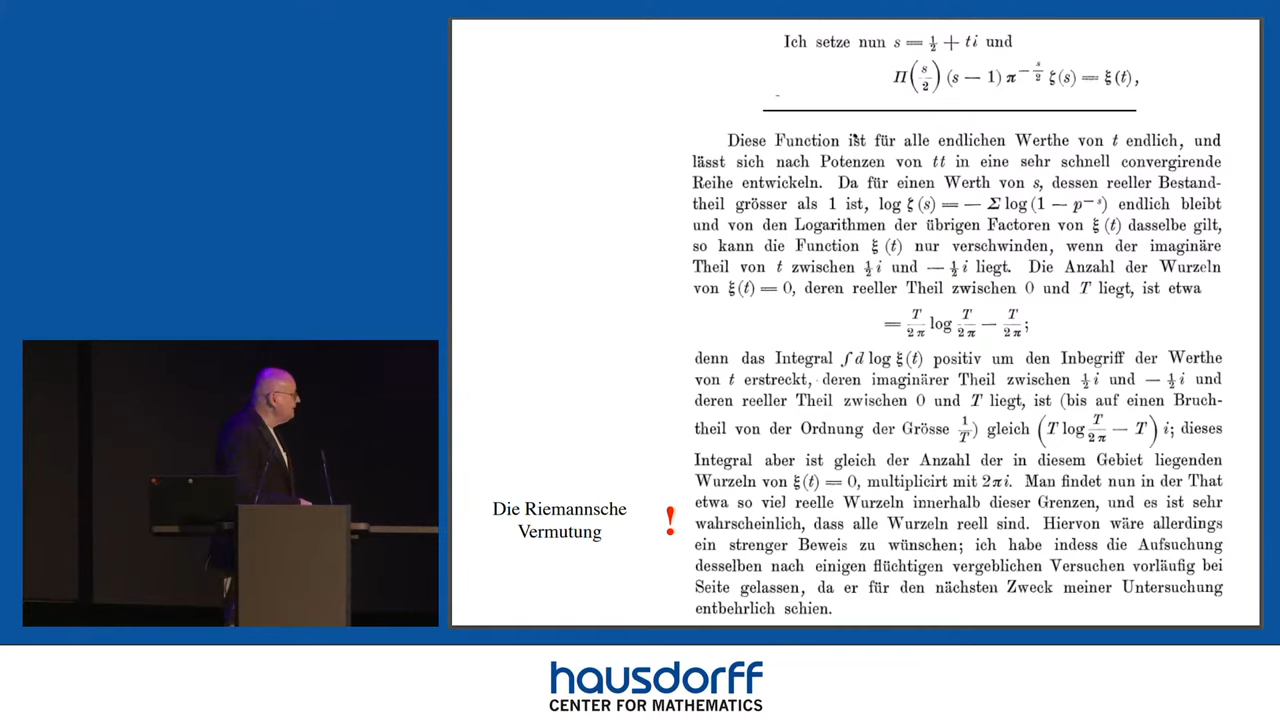 Ich setze nun s = ½ + ti und
Π(s/2) (s − 1) π^(−s/2) ζ(s) = ξ(t),
Diese Function ist für alle endlichen Werthe von t endlich, und
lässt sich nach Potenzen von tt in eine sehr schnell convergirende
Reihe entwickeln. Da für einen Werth von s, dessen reeller Bestand-
theil grösser als 1 ist, log ζ(s) = − Σ log (1 − p^(−s)) endlich bleibt
und von den Logarithmen der übrigen Factoren von ξ(t) dasselbe gilt,
so kann die Function ξ(t) nur verschwinden, wenn der imaginäre
Theil von t zwischen ½ i und − ½ i liegt. Die Anzahl der Wurzeln
von ξ(t) = 0, deren reeller Theil zwischen 0 und T liegt, ist etwa
= T/2π log T/2π − T/2π;
denn das Integral ∫ d log ξ(t) positiv um den Inbegriff der Werthe
von t erstreckt, deren imaginärer Theil zwischen ½ i und − ½ i und
deren reeller Theil zwischen 0 und T liegt, ist (bis auf einen Bruch-
theil von der Ordnung der Grösse 1/T) gleich (T log T/2π − T) i; dieses
Integral aber ist gleich der Anzahl der in diesem Gebiet liegenden
Wurzeln von ξ(t) = 0, multiplicirt mit 2πi. Man findet nun in der That
etwa so viel reelle Wurzeln innerhalb dieser Grenzen, und es ist sehr
wahrscheinlich, dass alle Wurzeln reell sind. Hiervon wäre allerdings
ein strenger Beweis zu wünschen; ich habe indess die Aufsuchung
desselben nach einigen flüchtigen vergeblichen Versuchen vorläufig bei
Seite gelassen, da er für den nächsten Zweck meiner Untersuchung
entbehrlich schien.
Die Riemannsche
Vermutung
!
hausdorff
CENTER FOR MATHEMATICS